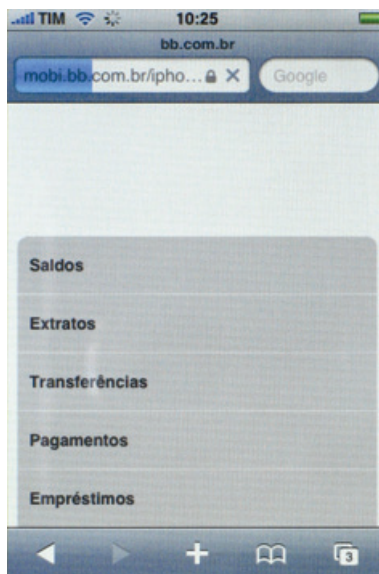 TIM 10:25
bb.com.br
mobi.bb.com.br/ipho... Google
Saldos
Extratos
Transferências
Pagamentos
Empréstimos
3